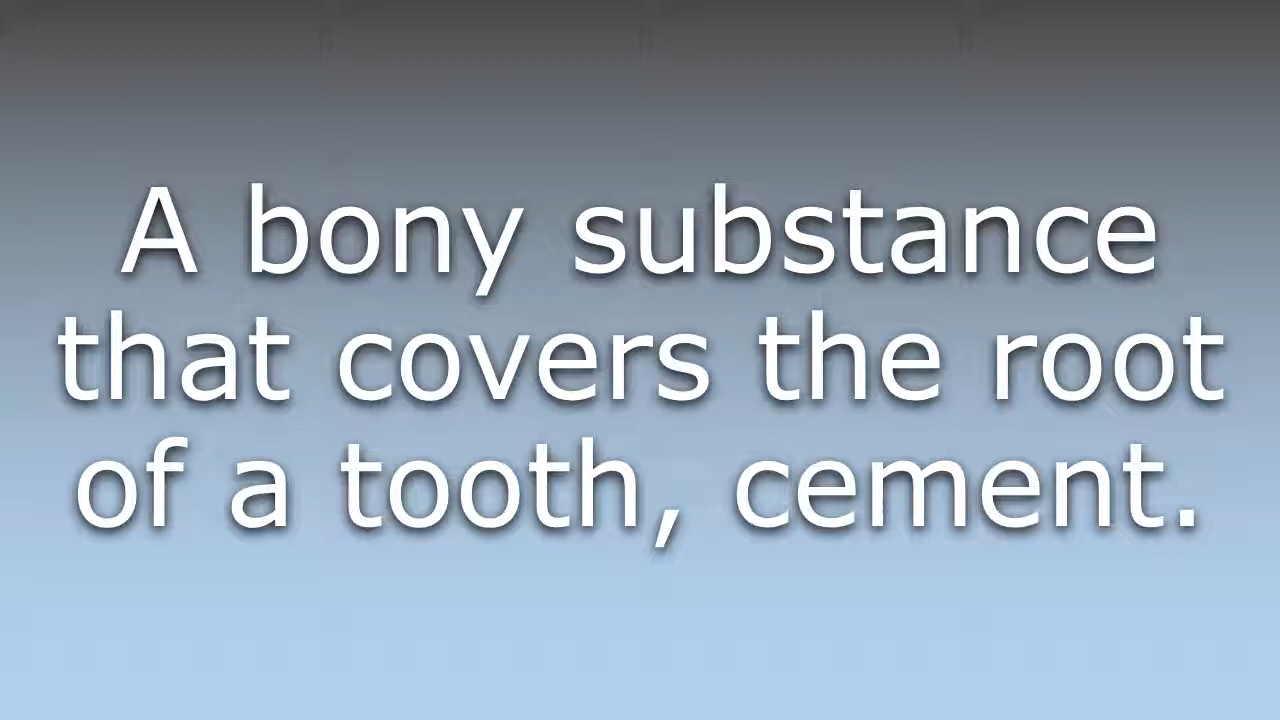 A bony substance
that covers the root
of a tooth, cement.